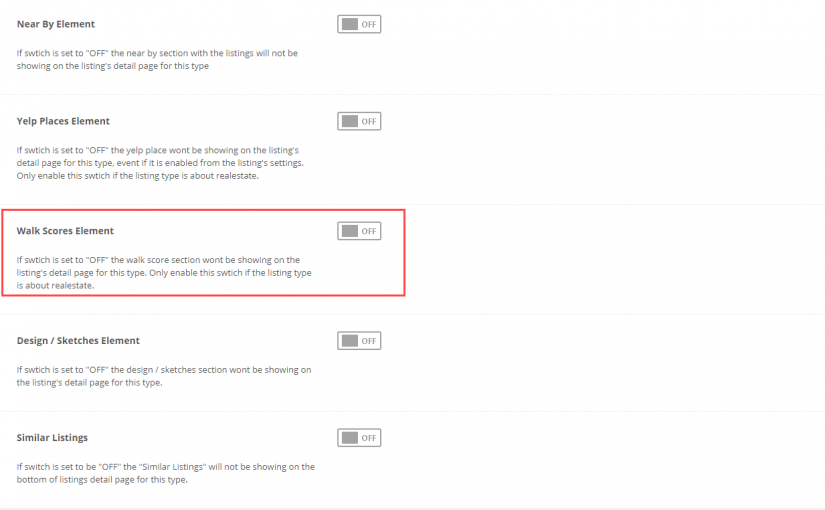 Near By Element
OFF
If swtich is set to "OFF" the near by section with the listings will not be
showing on the listing's detail page for this type
Yelp Places Element
OFF
If swtich is set to "OFF" the yelp place wont be showing on the listing's
detail page for this type, event if it is enabled from the listing's settings.
Only enable this swtich if the listing type is about realestate.
Walk Scores Element
OFF
If swtich is set to "OFF" the walk score section wont be showing on the
listing's detail page for this type. Only enable this swtich if the listing type
is about realestate.
Design / Sketches Element
OFF
If swtich is set to "OFF" the design / sketches section wont be showing on
the listing's detail page for this type.
Similar Listings
OFF
If switch is set to be "OFF" the "Similar Listings" will not be showing on the
bottom of listings detail page for this type.